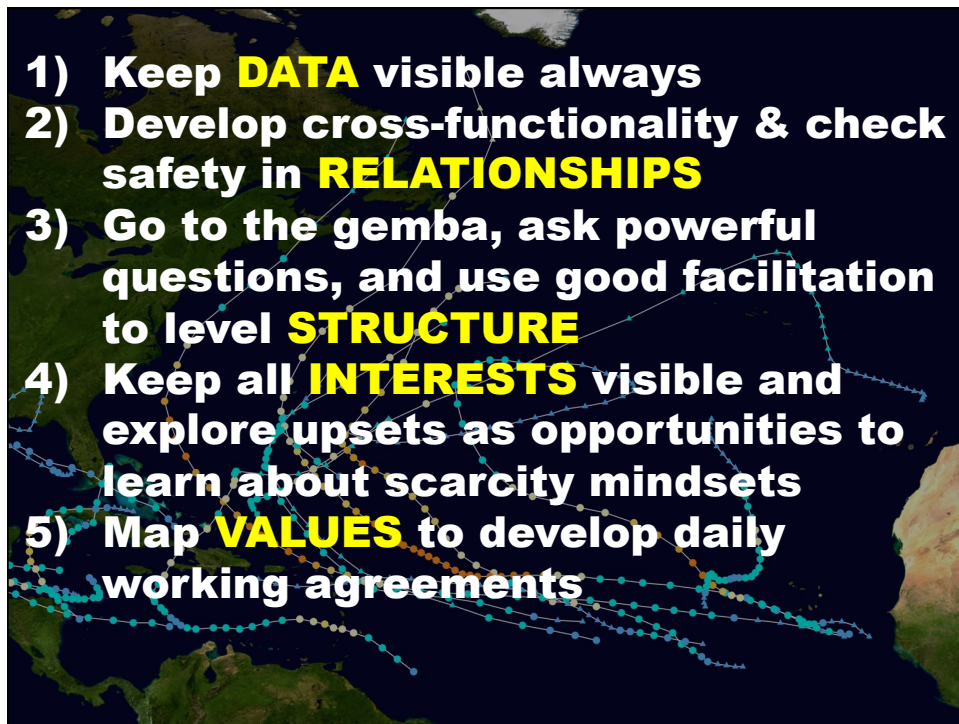 1) Keep DATA visible always
2) Develop cross-functionality & check
safety in RELATIONSHIPS
3) Go to the gemba, ask powerful
questions, and use good facilitation
to level STRUCTURE
4) Keep all INTERESTS visible and
explore upsets as opportunities to
learn about scarcity mindsets
5) Map VALUES to develop daily
working agreements